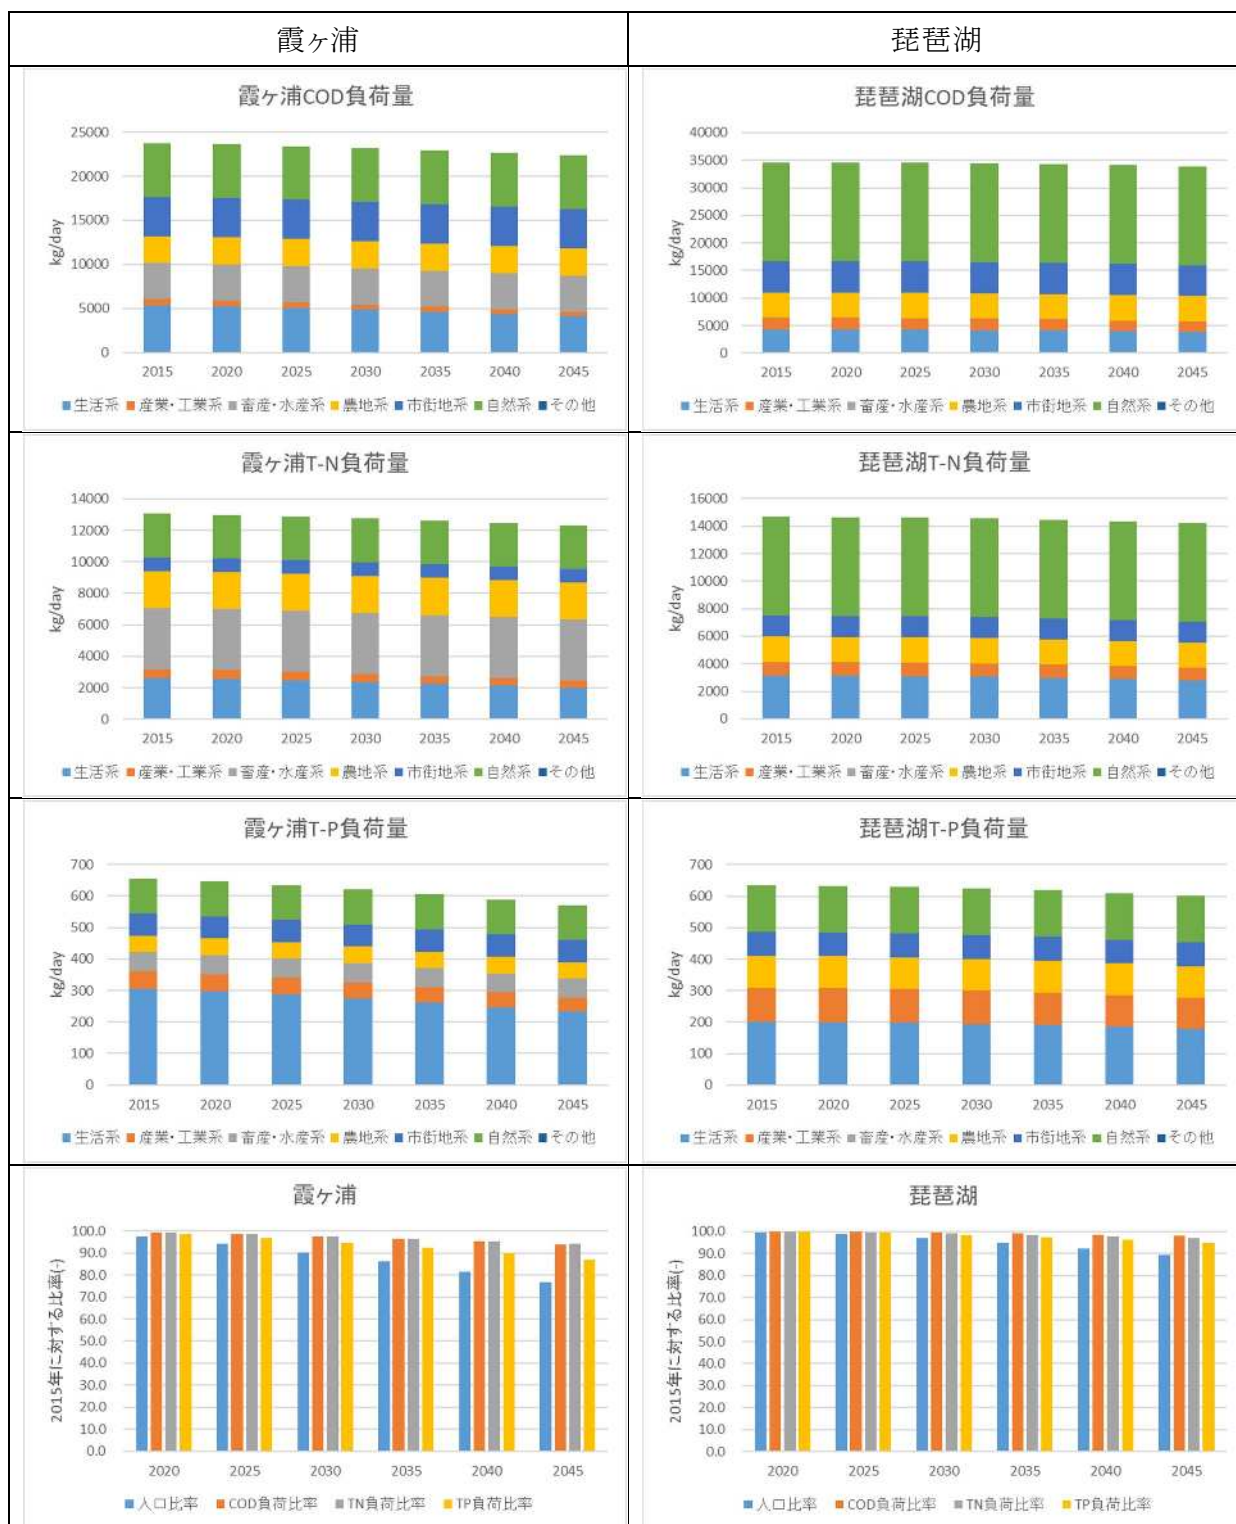 霞ヶ浦
琵琶湖
霞ヶ浦COD負荷量
kg/day
25000
20000
15000
10000
5000
0
2015 2020 2025 2030 2035 2040 2045
■生活系 ■産業・工業系 ■畜産・水産系 ■農地系 ■市街地系 ■自然系 ■その他
琵琶湖COD負荷量
kg/day
40000
35000
30000
25000
20000
15000
10000
5000
0
2015 2020 2025 2030 2035 2040 2045
■生活系 ■産業・工業系 ■畜産・水産系 ■農地系 ■市街地系 ■自然系 ■その他
霞ヶ浦T-N負荷量
kg/day
14000
12000
10000
8000
6000
4000
2000
0
2015 2020 2025 2030 2035 2040 2045
■生活系 ■産業・工業系 ■畜産・水産系 ■農地系 ■市街地系 ■自然系 ■その他
琵琶湖T-N負荷量
kg/day
16000
14000
12000
10000
8000
6000
4000
2000
0
2015 2020 2025 2030 2035 2040 2045
■生活系 ■産業・工業系 ■畜産・水産系 ■農地系 ■市街地系 ■自然系 ■その他
霞ヶ浦T-P負荷量
kg/day
700
600
500
400
300
200
100
0
2015 2020 2025 2030 2035 2040 2045
■生活系 ■産業・工業系 ■畜産・水産系 ■農地系 ■市街地系 ■自然系 ■その他
琵琶湖T-P負荷量
kg/day
700
600
500
400
300
200
100
0
2015 2020 2025 2030 2035 2040 2045
■生活系 ■産業・工業系 ■畜産・水産系 ■農地系 ■市街地系 ■自然系 ■その他
霞ヶ浦
2015年に対する比率(-)
100.0
90.0
80.0
70.0
60.0
50.0
40.0
30.0
20.0
10.0
0.0
2020 2025 2030 2035 2040 2045
■人口比率 ■COD負荷比率 ■TN負荷比率 ■TP負荷比率
琵琶湖
2015年に対する比率(-)
100.0
90.0
80.0
70.0
60.0
50.0
40.0
30.0
20.0
10.0
0.0
2020 2025 2030 2035 2040 2045
■人口比率 ■COD負荷比率 ■TN負荷比率 ■TP負荷比率